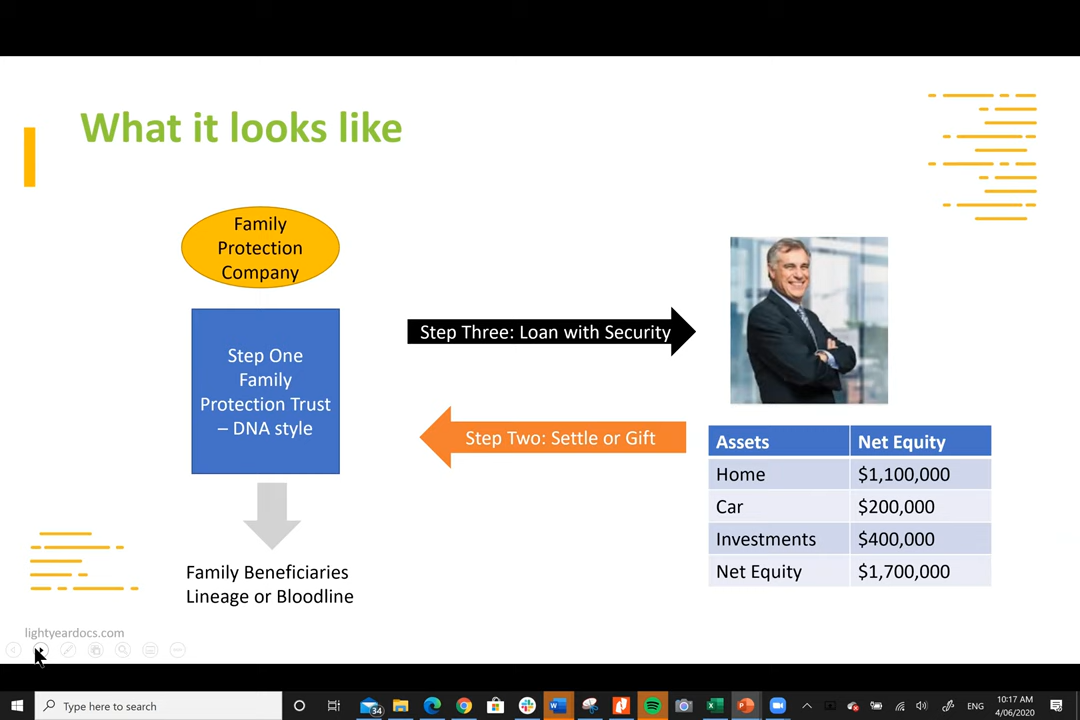 What it looks like
Family
Protection
Company
Step One
Family
Protection Trust
– DNA style
Family Beneficiaries
Lineage or Bloodline
Step Three: Loan with Security
Step Two: Settle or Gift
Assets Net Equity
Home $1,100,000
Car $200,000
Investments $400,000
Net Equity $1,700,000
lightyeardocs.com
Type here to search
34
ENG
10:17 AM
4/06/2020